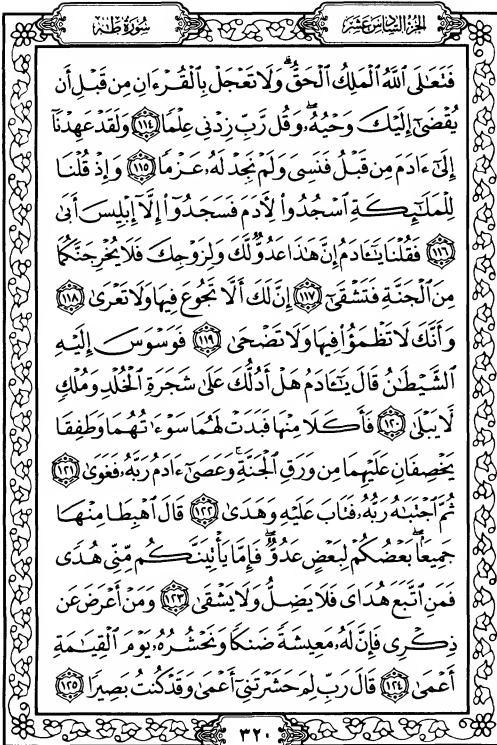 الجزء السادس عشر
سورة طه
فَتَعَٰلَى ٱللَّهُ ٱلْمَلِكُ ٱلْحَقُّ ۗ وَلَا تَعْجَلْ بِٱلْقُرْءَانِ مِن قَبْلِ أَن
يُقْضَىٰٓ إِلَيْكَ وَحْيُهُۥ ۖ وَقُل رَّبِّ زِدْنِى عِلْمًا ١١٤ وَلَقَدْ عَهِدْنَآ
إِلَىٰٓ ءَادَمَ مِن قَبْلُ فَنَسِىَ وَلَمْ نَجِدْ لَهُۥ عَزْمًا ١١٥ وَإِذْ قُلْنَا
لِلْمَلَٰٓئِكَةِ ٱسْجُدُوا۟ لِءَادَمَ فَسَجَدُوٓا۟ إِلَّآ إِبْلِيسَ أَبَىٰ
١١٦ فَقُلْنَا يَٰٓـَٔادَمُ إِنَّ هَٰذَا عَدُوٌّ لَّكَ وَلِزَوْجِكَ فَلَا يُخْرِجَنَّكُمَا
مِنَ ٱلْجَنَّةِ فَتَشْقَىٰٓ ١١٧ إِنَّ لَكَ أَلَّا تَجُوعَ فِيهَا وَلَا تَعْرَىٰ ١١٨
وَأَنَّكَ لَا تَظْمَؤُا۟ فِيهَا وَلَا تَضْحَىٰ ١١٩ فَوَسْوَسَ إِلَيْهِ
ٱلشَّيْطَٰنُ قَالَ يَٰٓـَٔادَمُ هَلْ أَدُلُّكَ عَلَىٰ شَجَرَةِ ٱلْخُلْدِ وَمُلْكٍ
لَّا يَبْلَىٰ ١٢٠ فَأَكَلَا مِنْهَا فَبَدَتْ لَهُمَا سَوْءَٰتُهُمَا وَطَفِقَا
يَخْصِفَانِ عَلَيْهِمَا مِن وَرَقِ ٱلْجَنَّةِ ۚ وَعَصَىٰٓ ءَادَمُ رَبَّهُۥ فَغَوَىٰ ١٢١
ثُمَّ ٱجْتَبَٰهُ رَبُّهُۥ فَتَابَ عَلَيْهِ وَهَدَىٰ ١٢٢ قَالَ ٱهْبِطَا مِنْهَا
جَمِيعًۢا ۖ بَعْضُكُمْ لِبَعْضٍ عَدُوٌّ ۖ فَإِمَّا يَأْتِيَنَّكُم مِّنِّى هُدًى
فَمَنِ ٱتَّبَعَ هُدَاىَ فَلَا يَضِلُّ وَلَا يَشْقَىٰ ١٢٣ وَمَنْ أَعْرَضَ عَن
ذِكْرِى فَإِنَّ لَهُۥ مَعِيشَةً ضَنكًا وَنَحْشُرُهُۥ يَوْمَ ٱلْقِيَٰمَةِ
أَعْمَىٰ ١٢٤ قَالَ رَبِّ لِمَ حَشَرْتَنِىٓ أَعْمَىٰ وَقَدْ كُنتُ بَصِيرًا ١٢٥
٣٢٠